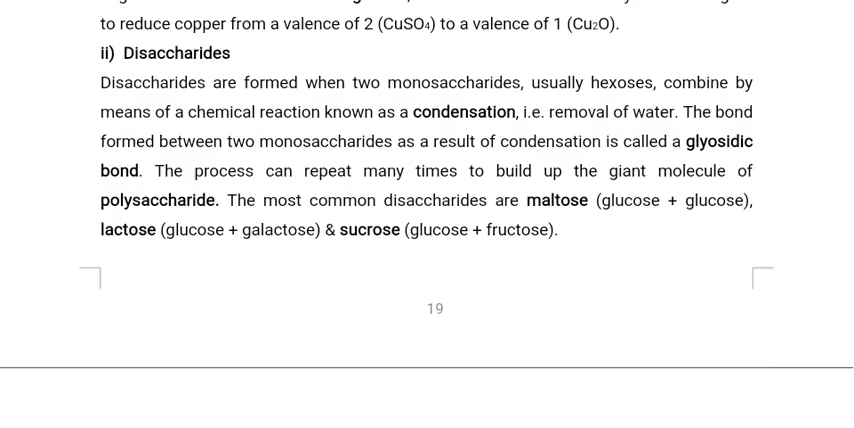 to reduce copper from a valence of 2 (CuSO₄) to a valence of 1 (Cu₂O).
ii) Disaccharides
Disaccharides are formed when two monosaccharides, usually hexoses, combine by
means of a chemical reaction known as a condensation, i.e. removal of water. The bond
formed between two monosaccharides as a result of condensation is called a glyosidic
bond. The process can repeat many times to build up the giant molecule of
polysaccharide. The most common disaccharides are maltose (glucose + glucose),
lactose (glucose + galactose) & sucrose (glucose + fructose).
19